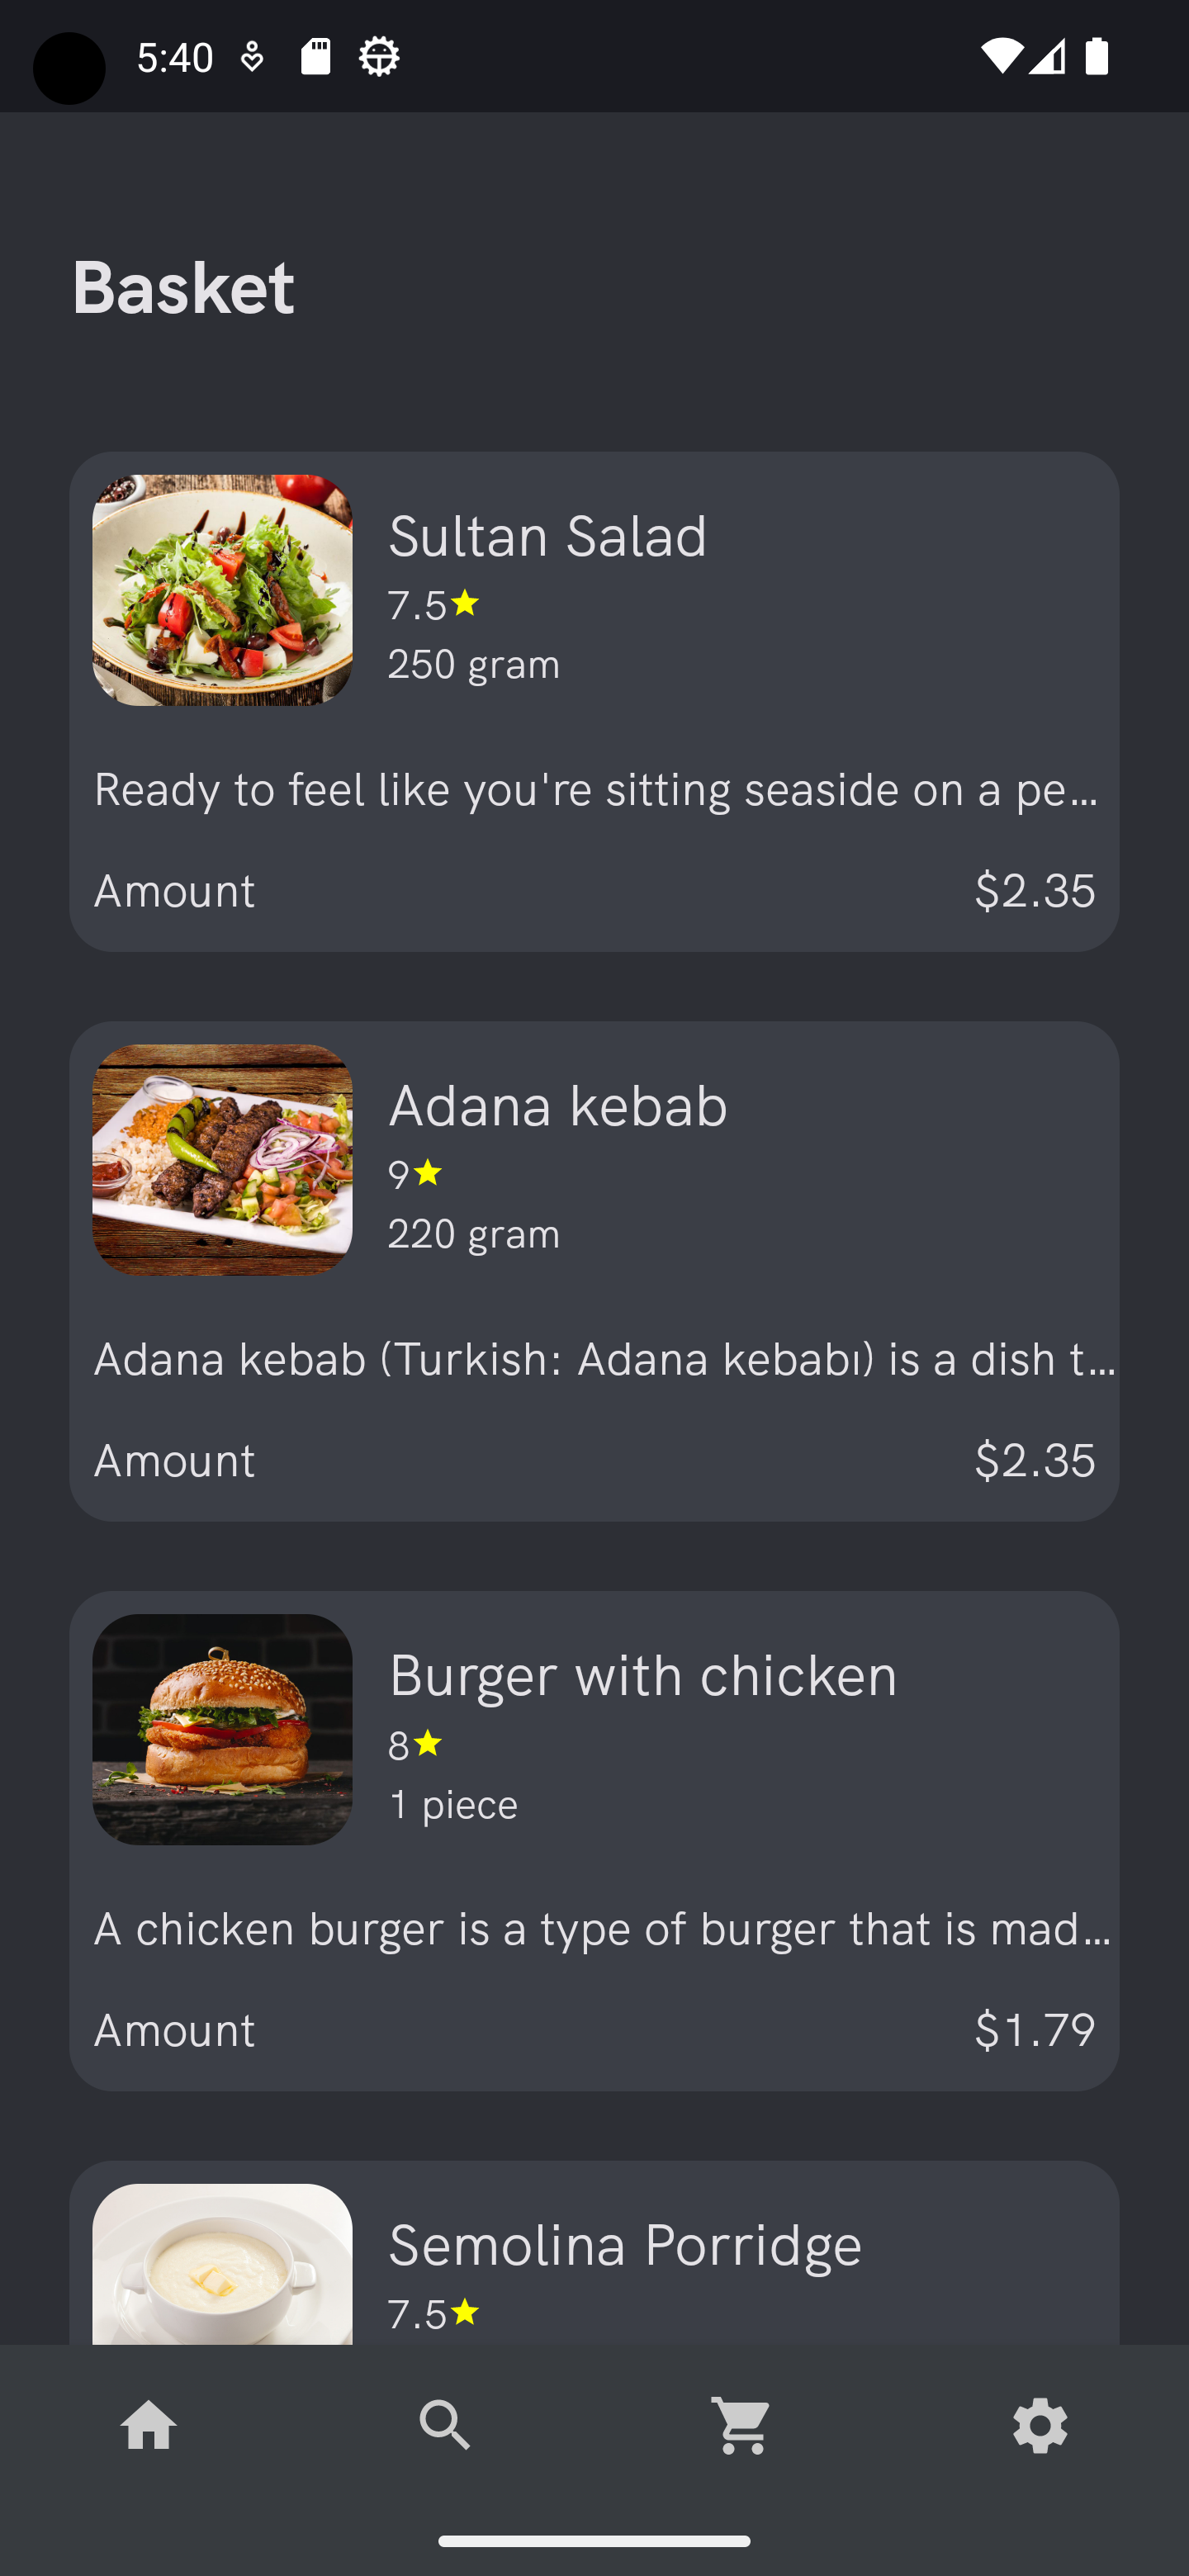 5:40
Basket
Sultan Salad
7.5
250 gram
Ready to feel like you're sitting seaside on a pe...
Amount $2.35
Adana kebab
9
220 gram
Adana kebab (Turkish: Adana kebabı) is a dish t...
Amount $2.35
Burger with chicken
8
1 piece
A chicken burger is a type of burger that is mad...
Amount $1.79
Semolina Porridge
7.5